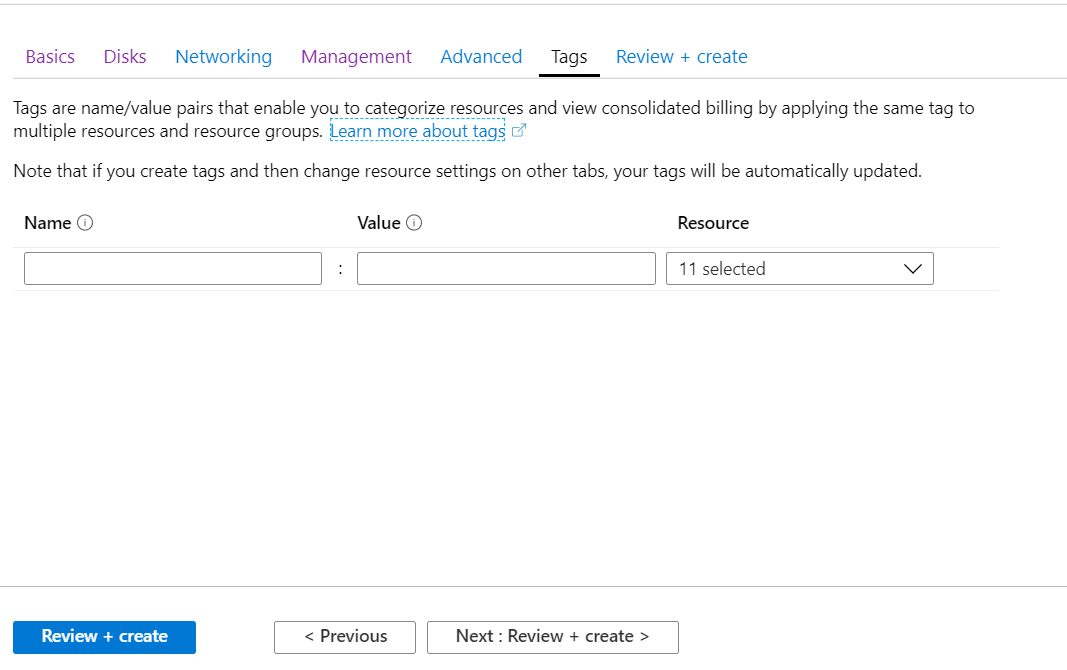 Basics Disks Networking Management Advanced Tags Review + create
Tags are name/value pairs that enable you to categorize resources and view consolidated billing by applying the same tag to
multiple resources and resource groups. Learn more about tags
Note that if you create tags and then change resource settings on other tabs, your tags will be automatically updated.
Name Value Resource
: 11 selected
Review + create < Previous Next : Review + create >